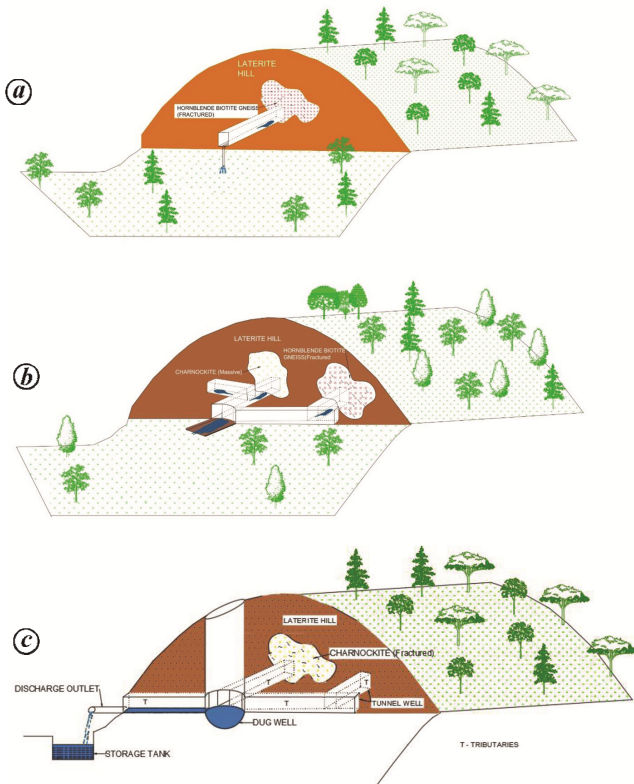 a
LATERITE
HILL
HORNBLENDE BIOTITE GNEISS
(FRACTURED)
b
LATERITE HILL
HORNBLENDE BIOTITE
GNEISS/Fractured
CHARNOCKITE (Massive)
c
LATERITE HILL
CHARNOCKITE (Fractured)
T
T
T
T
DISCHARGE OUTLET
TUNNEL WELL
DUG WELL
STORAGE TANK
T - TRIBUTARIES